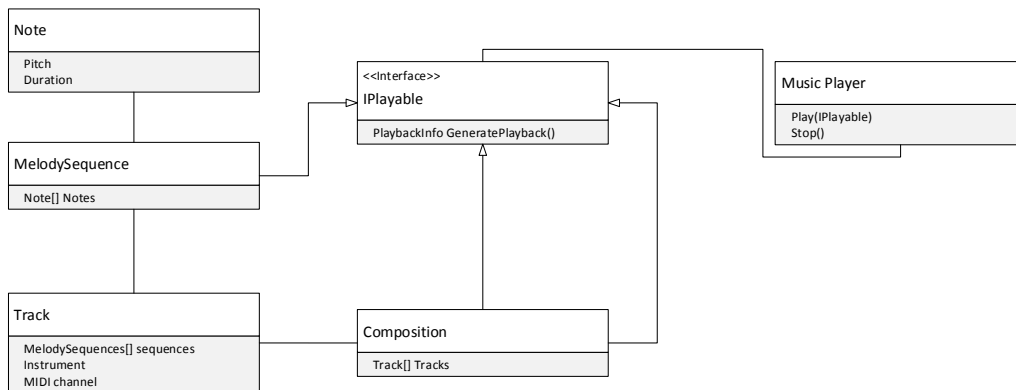 Note
Pitch
Duration
MelodySequence
Note[] Notes
Track
MelodySequences[] sequences
Instrument
MIDI channel
<<Interface>>
IPlayable
PlaybackInfo GeneratePlayback()
Composition
Track[] Tracks
Music Player
Play(IPlayable)
Stop()